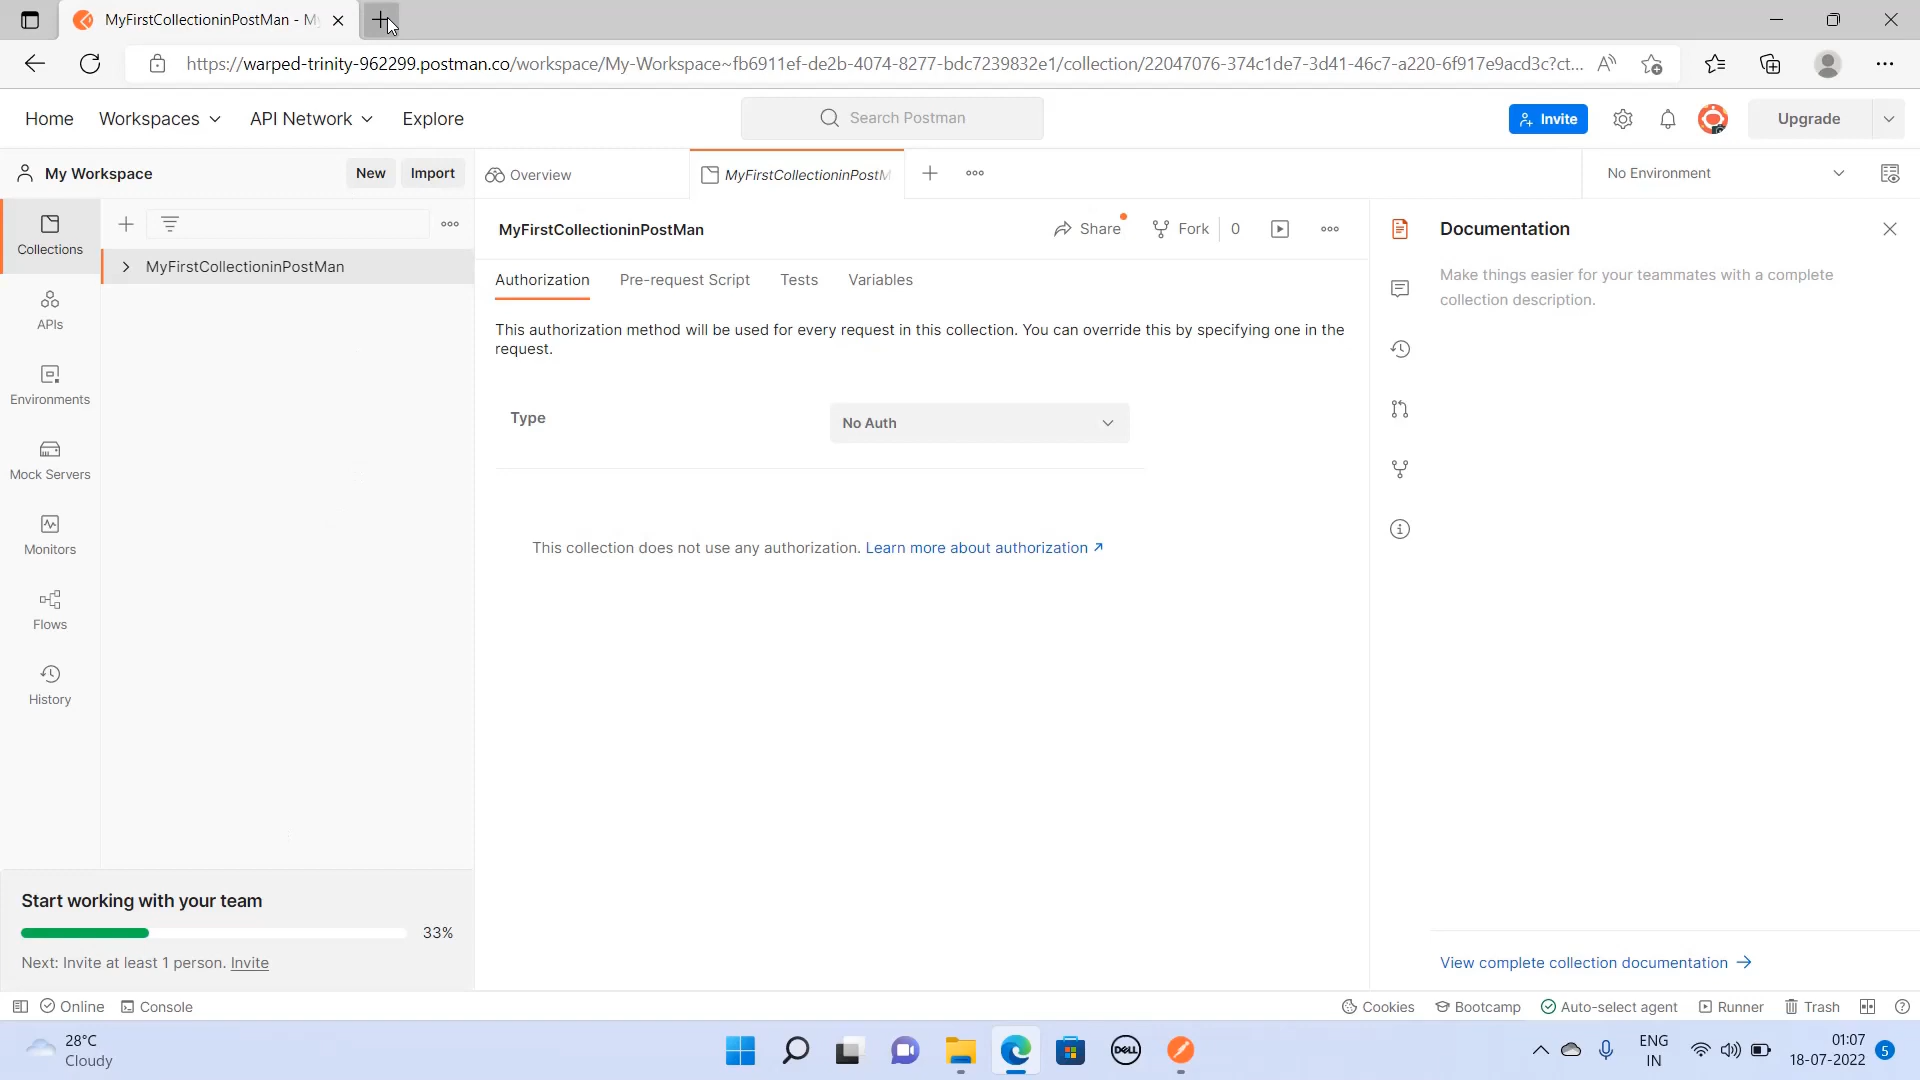 MyFirstCollectioninPostMan - My
https://warped-trinity-962299.postman.co/workspace/My-Workspace~fb6911ef-de2b-4074-8277-bdc7239832e1/collection/22047076-374c1de7-3d41-46c7-a220-6f917e9acd3c?ct...
Home
Workspaces
API Network
Explore
Search Postman
Invite
Upgrade
My Workspace
New
Import
Overview
MyFirstCollectioninPostM
No Environment
Collections
MyFirstCollectioninPostMan
APIs
Environments
Mock Servers
Monitors
Flows
History
MyFirstCollectioninPostMan
Share
Fork
0
Authorization
Pre-request Script
Tests
Variables
This authorization method will be used for every request in this collection. You can override this by specifying one in the
request.
Type
No Auth
This collection does not use any authorization. Learn more about authorization ↗
Documentation
Make things easier for your teammates with a complete
collection description.
View complete collection documentation →
Start working with your team
33%
Next: Invite at least 1 person. Invite
Online
Console
Cookies
Bootcamp
Auto-select agent
Runner
Trash
28°C
Cloudy
DELL
ENG
IN
01:07
18-07-2022
5